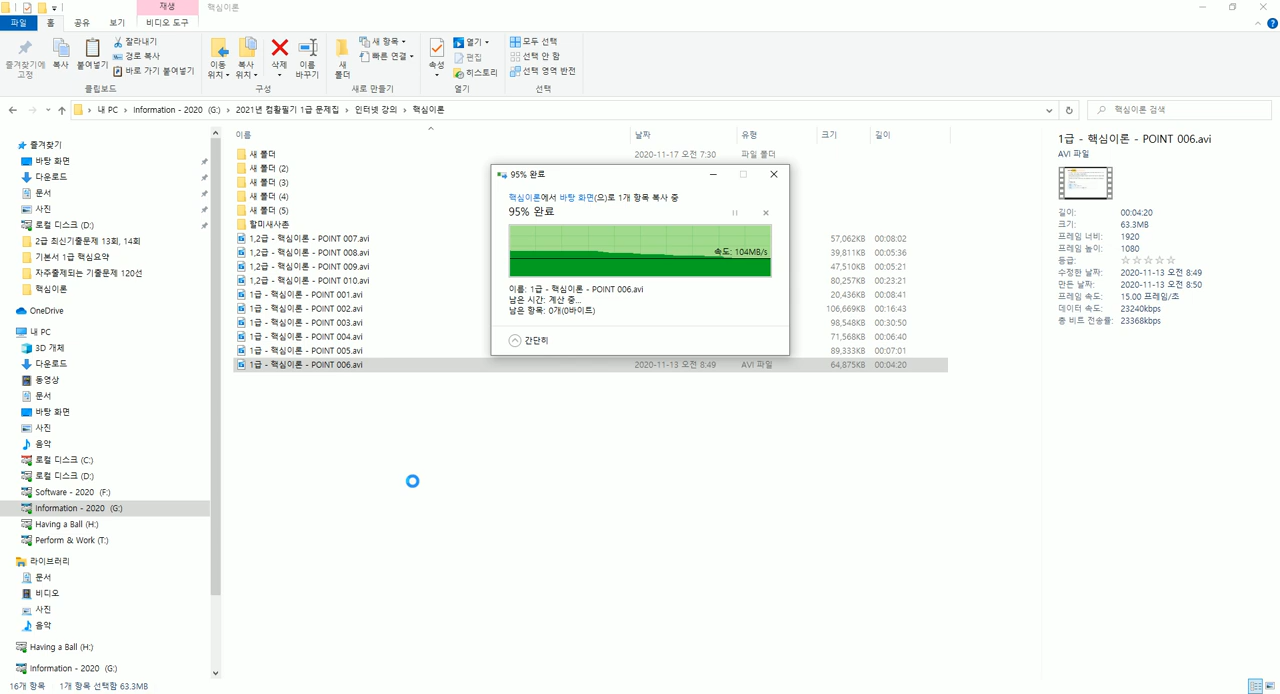 재생
핵심이론
파일
홈
공유
보기
비디오 도구
즐겨찾기에
고정
복사
붙여넣기
잘라내기
경로 복사
바로 가기 붙여넣기
클립보드
이동
위치
복사
위치
삭제
이름
바꾸기
구성
새
폴더
새 항목
빠른 연결
새로 만들기
속성
열기
편집
히스토리
열기
모두 선택
선택 안 함
선택 영역 반전
선택
내 PC > Information - 2020 (G:) > 2021년 컴활필기 1급 문제집 > 인터넷 강의 > 핵심이론
핵심이론 검색
즐겨찾기
바탕 화면
다운로드
문서
사진
로컬 디스크 (D:)
2급 최신기출문제 13회, 14회
기본서 1급 핵심요약
자주출제되는 기출문제 120선
핵심이론
OneDrive
내 PC
3D 개체
다운로드
동영상
문서
바탕 화면
사진
음악
로컬 디스크 (C:)
로컬 디스크 (D:)
Software - 2020 (F:)
Information - 2020 (G:)
Having a Ball (H:)
Perform & Work (T:)
라이브러리
문서
비디오
사진
음악
Having a Ball (H:)
Information - 2020 (G:)
이름 날짜 유형 크기 길이
새 폴더 2020-11-17 오전 7:30 파일 폴더
새 폴더 (2)
새 폴더 (3)
새 폴더 (4)
새 폴더 (5)
할미새사촌
1,2급 - 핵심이론 - POINT 007.avi 57,062KB 00:08:02
1,2급 - 핵심이론 - POINT 008.avi 39,811KB 00:05:36
1,2급 - 핵심이론 - POINT 009.avi 47,510KB 00:05:21
1,2급 - 핵심이론 - POINT 010.avi 80,257KB 00:23:21
1급 - 핵심이론 - POINT 001.avi 20,436KB 00:08:41
1급 - 핵심이론 - POINT 002.avi 106,669KB 00:16:43
1급 - 핵심이론 - POINT 003.avi 98,548KB 00:30:50
1급 - 핵심이론 - POINT 004.avi 71,568KB 00:06:40
1급 - 핵심이론 - POINT 005.avi 89,333KB 00:07:01
1급 - 핵심이론 - POINT 006.avi 2020-11-13 오전 8:49 AVI 파일 64,875KB 00:04:20
95% 완료
핵심이론에서 바탕 화면(으)로 1개 항목 복사 중
95% 완료
속도: 104MB/s
이름: 1급 - 핵심이론 - POINT 006.avi
남은 시간: 계산 중...
남은 항목: 0개(0바이트)
간단히
1급 - 핵심이론 - POINT 006.avi
AVI 파일
길이: 00:04:20
크기: 63.3MB
프레임 너비: 1920
프레임 높이: 1080
등급:
수정한 날짜: 2020-11-13 오전 8:49
만든 날짜: 2020-11-13 오전 8:50
프레임 속도: 15.00 프레임/초
데이터 속도: 23240kbps
총 비트 전송률: 23368kbps
16개 항목 1개 항목 선택함 63.3MB